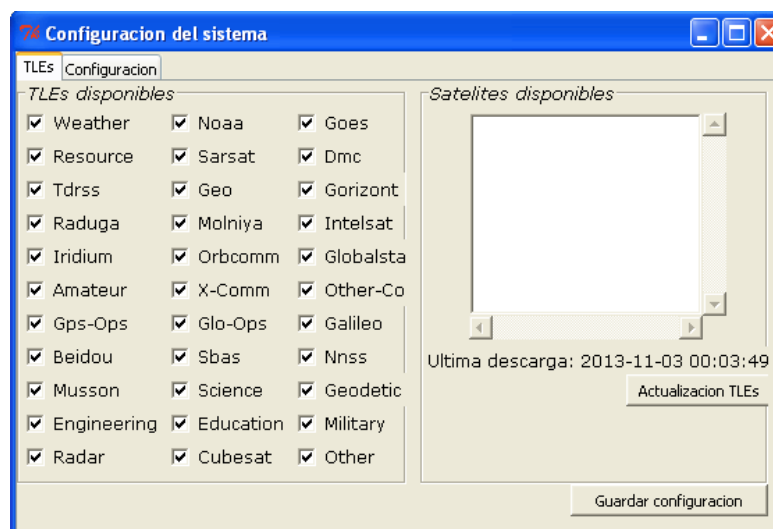 Configuracion del sistema
TLEs Configuracion
TLEs disponibles
Weather Noaa Goes
Resource Sarsat Dmc
Tdrss Geo Gorizont
Raduga Molniya Intelsat
Iridium Orbcomm Globalsta
Amateur X-Comm Other-Co
Gps-Ops Glo-Ops Galileo
Beidou Sbas Nnss
Musson Science Geodetic
Engineering Education Military
Radar Cubesat Other
Satelites disponibles
Ultima descarga: 2013-11-03 00:03:49
Actualizacion TLEs
Guardar configuracion